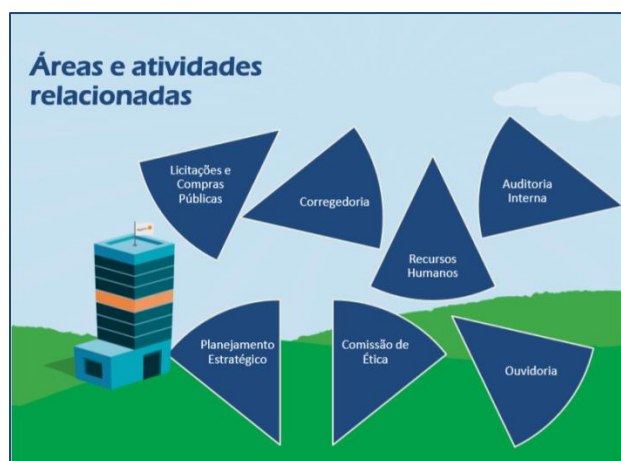 Áreas e atividades
relacionadas
Licitações e
Compras
Públicas
Corregedoria
Auditoria
Interna
Recursos
Humanos
Planejamento
Estratégico
Comissão de
Ética
Ouvidoria